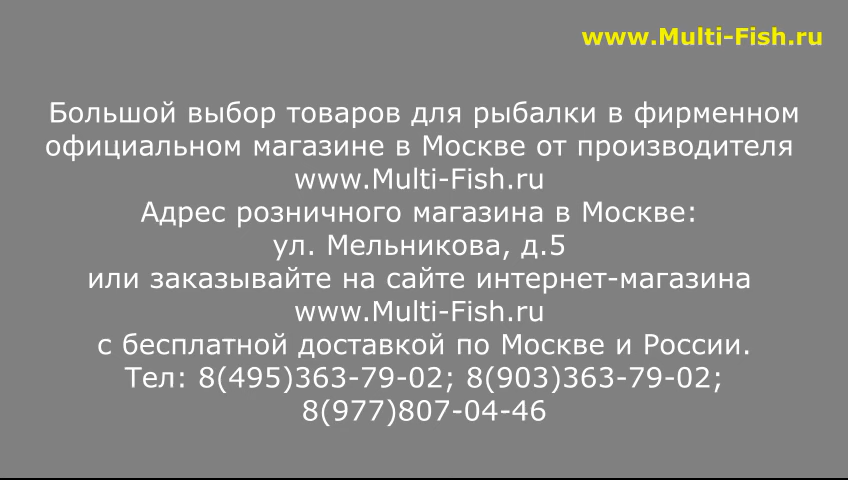 www.Multi-Fish.ru
Большой выбор товаров для рыбалки в фирменном
официальном магазине в Москве от производителя
www.Multi-Fish.ru
Адрес розничного магазина в Москве:
ул. Мельникова, д.5
или заказывайте на сайте интернет-магазина
www.Multi-Fish.ru
с бесплатной доставкой по Москве и России.
Тел: 8(495)363-79-02; 8(903)363-79-02;
8(977)807-04-46